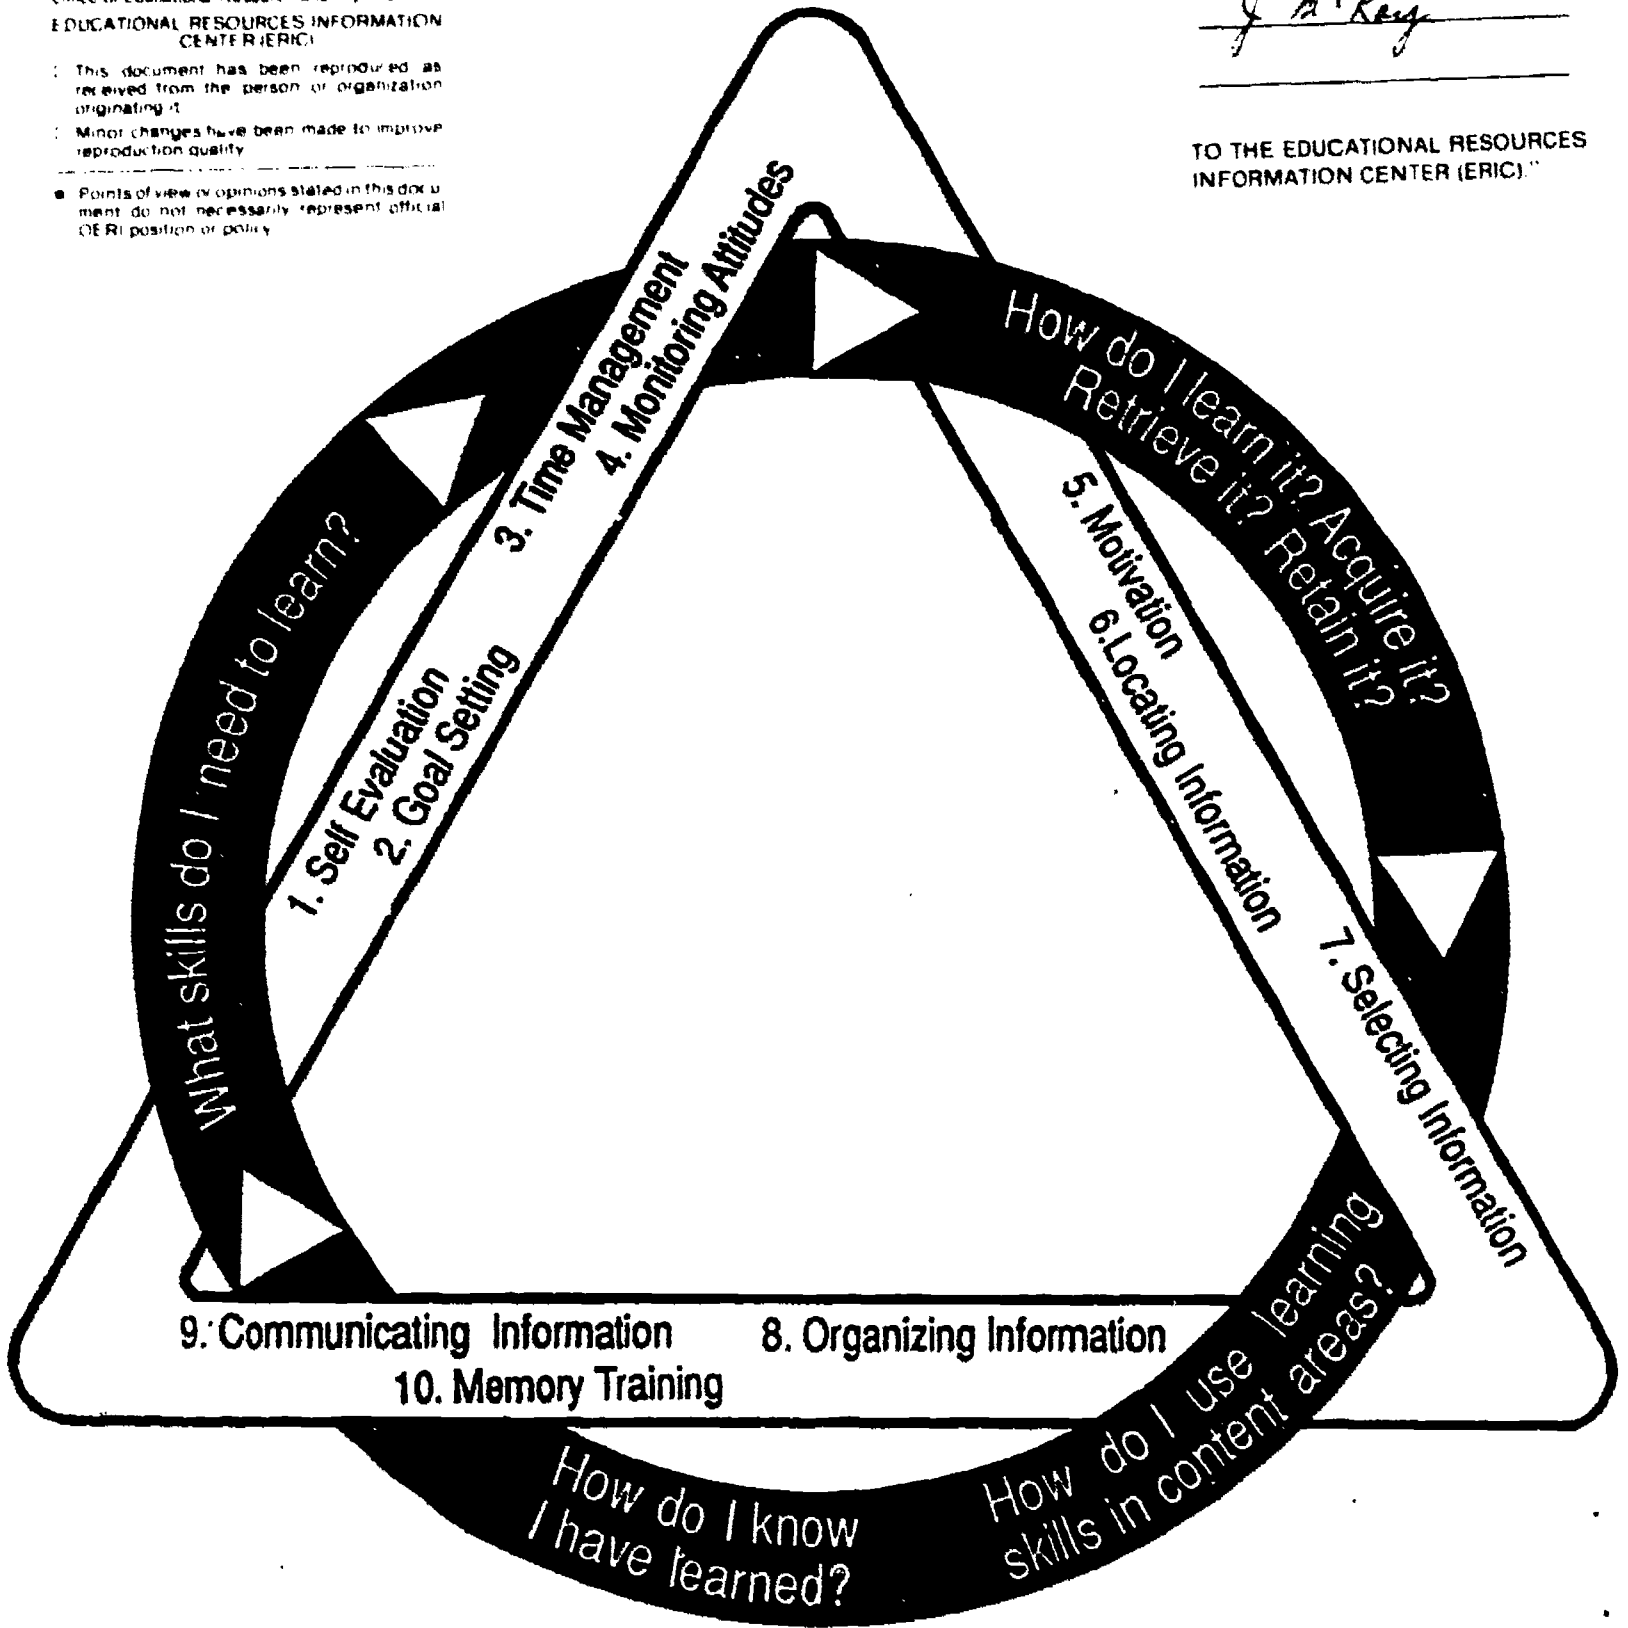 EDUCATIONAL RESOURCES INFORMATION
CENTER (ERIC)
This document has been reproduced as
received from the person or organization
originating it
Minor changes have been made to improve
reproduction quality
● Points of view or opinions stated in this docu
ment do not necessarily represent official
OERI position or policy
TO THE EDUCATIONAL RESOURCES
INFORMATION CENTER (ERIC)."
What skills do I need to learn?
1. Self Evaluation
2. Goal Setting
3. Time Management
4. Monitoring Attitudes
How do I learn it? Acquire it?
Retrieve it? Retain it?
5. Motivation
6.Locating Information
7. Selecting Information
9. Communicating Information
8. Organizing Information
10. Memory Training
How do I use learning
skills in content areas?
How do I know
I have learned?